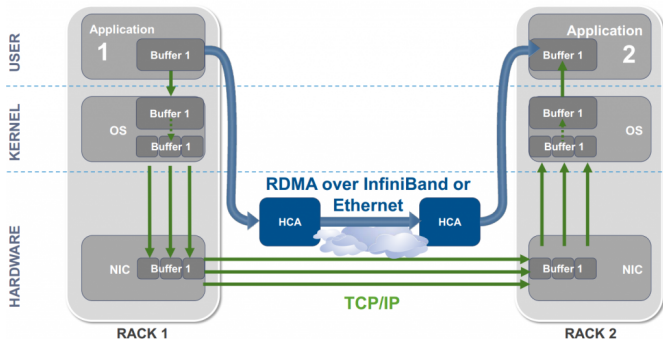 USER
KERNEL
HARDWARE
Application
1
Buffer 1
OS
Buffer 1
Buffer 1
NIC
Buffer 1
RACK 1
RDMA over InfiniBand or
Ethernet
HCA
HCA
TCP/IP
Application
2
Buffer 1
Buffer 1
OS
Buffer 1
Buffer 1
NIC
RACK 2